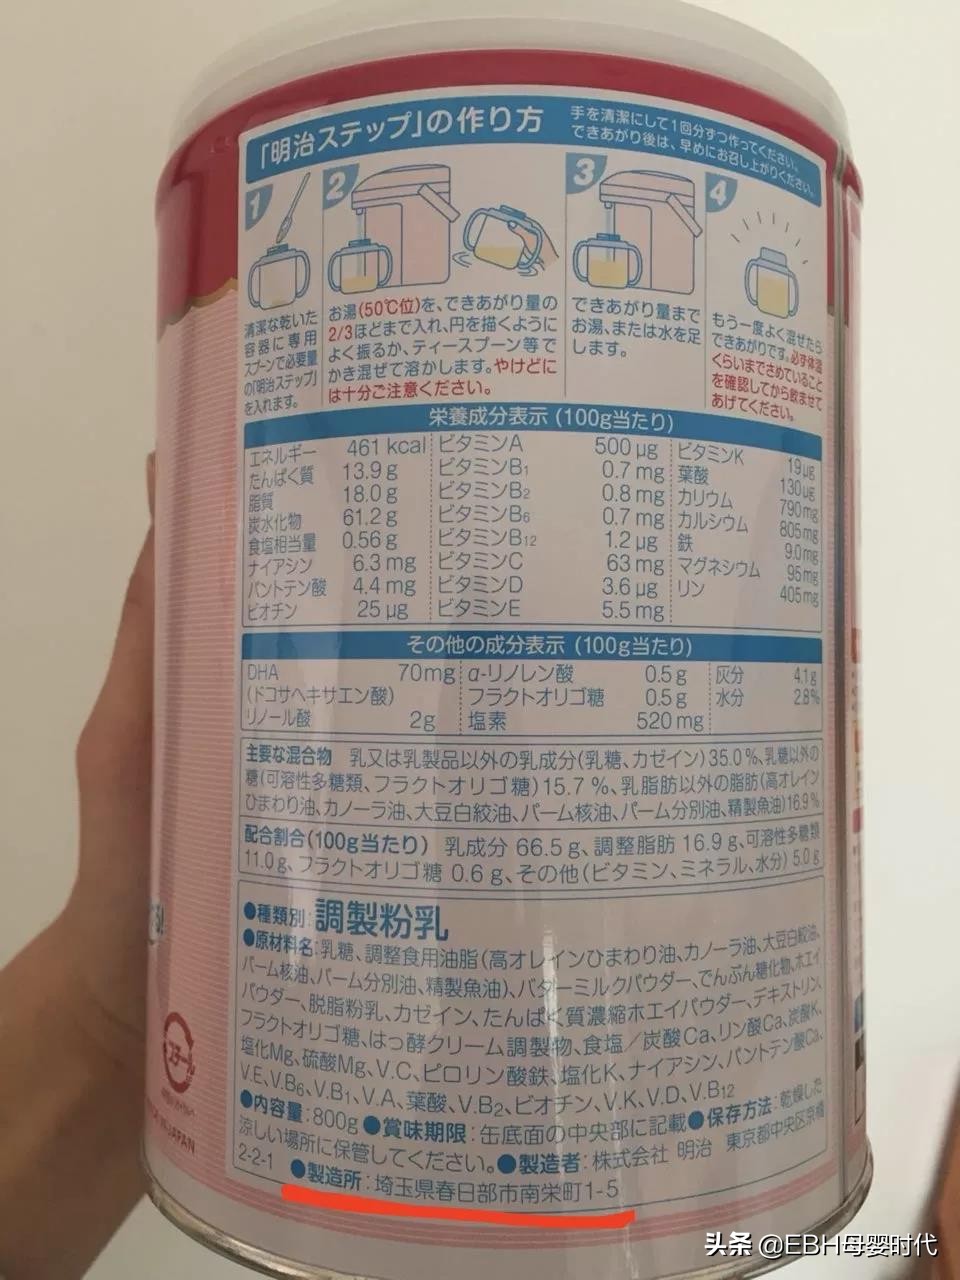 「明治ステップ」の作り方
手を清潔にして1回分ずつ作ってください。
できあがり後は、早めにお召し上がりください。
1
清潔な乾いた
容器に専用
スプーンで必要量
の「明治ステップ」
を入れます。
2
お湯(50℃位)を、できあがり量の
2/3ほどまで入れ、円を描くように
よく振るか、ティースプーン等で
かき混ぜて溶かします。やけどに
は十分ご注意ください。
3
できあがり量まで
お湯、または水を足
します。
4
もう一度よく混ぜたら
できあがりです。必ず体温
くらいまでさめていること
を確認してから飲ませて
あげてください。
栄養成分表示(100g当たり)
エネルギー 461 kcal
たんぱく質 13.9 g
脂質 18.0 g
炭水化物 61.2 g
食塩相当量 0.56 g
ナイアシン 6.3 mg
パントテン酸 4.4 mg
ビオチン 25 µg
ビタミンA 500 µg
ビタミンB1 0.7 mg
ビタミンB2 0.8 mg
ビタミンB6 0.7 mg
ビタミンB12 1.2 µg
ビタミンC 63 mg
ビタミンD 3.6 µg
ビタミンE 5.5 mg
ビタミンK 19µg
葉酸 130µg
カリウム 790mg
カルシウム 805mg
鉄 9.0mg
マグネシウム 95mg
リン 405mg
その他の成分表示(100g当たり)
DHA 70mg
(ドコサヘキサエン酸)
リノール酸 2g
α-リノレン酸 0.5g
フラクトオリゴ糖 0.5g
塩素 520 mg
灰分 4.1g
水分 2.8%
主要な混合物 乳又は乳製品以外の乳成分(乳糖、カゼイン)35.0%、乳糖以外の
糖(可溶性多糖類、フラクトオリゴ糖)15.7%、乳脂肪以外の脂肪(高オレイン
ひまわり油、カノーラ油、大豆白絞油、パーム核油、パーム分別油、精製魚油)16.9%
配合割合(100g当たり) 乳成分 66.5g、調整脂肪 16.9g、可溶性多糖類
11.0g、フラクトオリゴ糖 0.6g、その他(ビタミン、ミネラル、水分)5.0g
●種類別:調製粉乳
●原材料名:乳糖、調整食用油脂(高オレインひまわり油、カノーラ油、大豆白絞油、
パーム核油、パーム分別油、精製魚油)、バターミルクパウダー、でんぷん糖化物、ホエイ
パウダー、脱脂粉乳、カゼイン、たんぱく質濃縮ホエイパウダー、デキストリン、
フラクトオリゴ糖、はっ酵クリーム調製物、食塩/炭酸Ca、リン酸Ca、炭酸K、
塩化Mg、硫酸Mg、V.C、ピロリン酸鉄、塩化K、ナイアシン、パントテン酸Ca、
V.E、V.B6、V.B1、V.A、葉酸、V.B2、ビオチン、V.K、V.D、V.B12
●内容量:800g●賞味期限:缶底面の中央部に記載●保存方法:乾燥した
涼しい場所に保管してください。●製造者:株式会社 明治 東京都中央区京橋
2-2-1 ●製造所:埼玉県春日部市南栄町1-5
スチール
JAPAN
头条 @EBH母婴时代